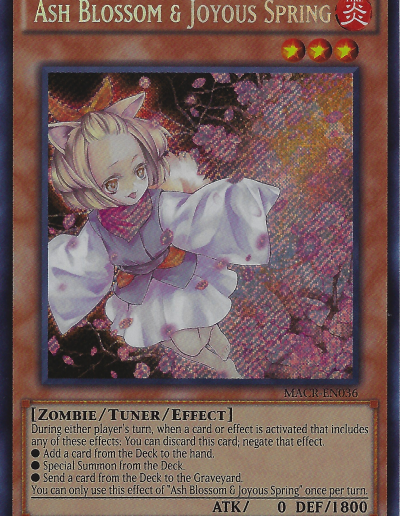 ASH BLOSSOM & JOYOUS SPRING
炎
MACR-EN036
[ZOMBIE/TUNER/EFFECT]
During either player's turn, when a card or effect is activated that includes
any of these effects: You can discard this card; negate that effect.
● Add a card from the Deck to the hand.
● Special Summon from the Deck.
● Send a card from the Deck to the Graveyard.
You can only use this effect of "Ash Blossom & Joyous Spring" once per turn.
ATK/ 0 DEF/1800